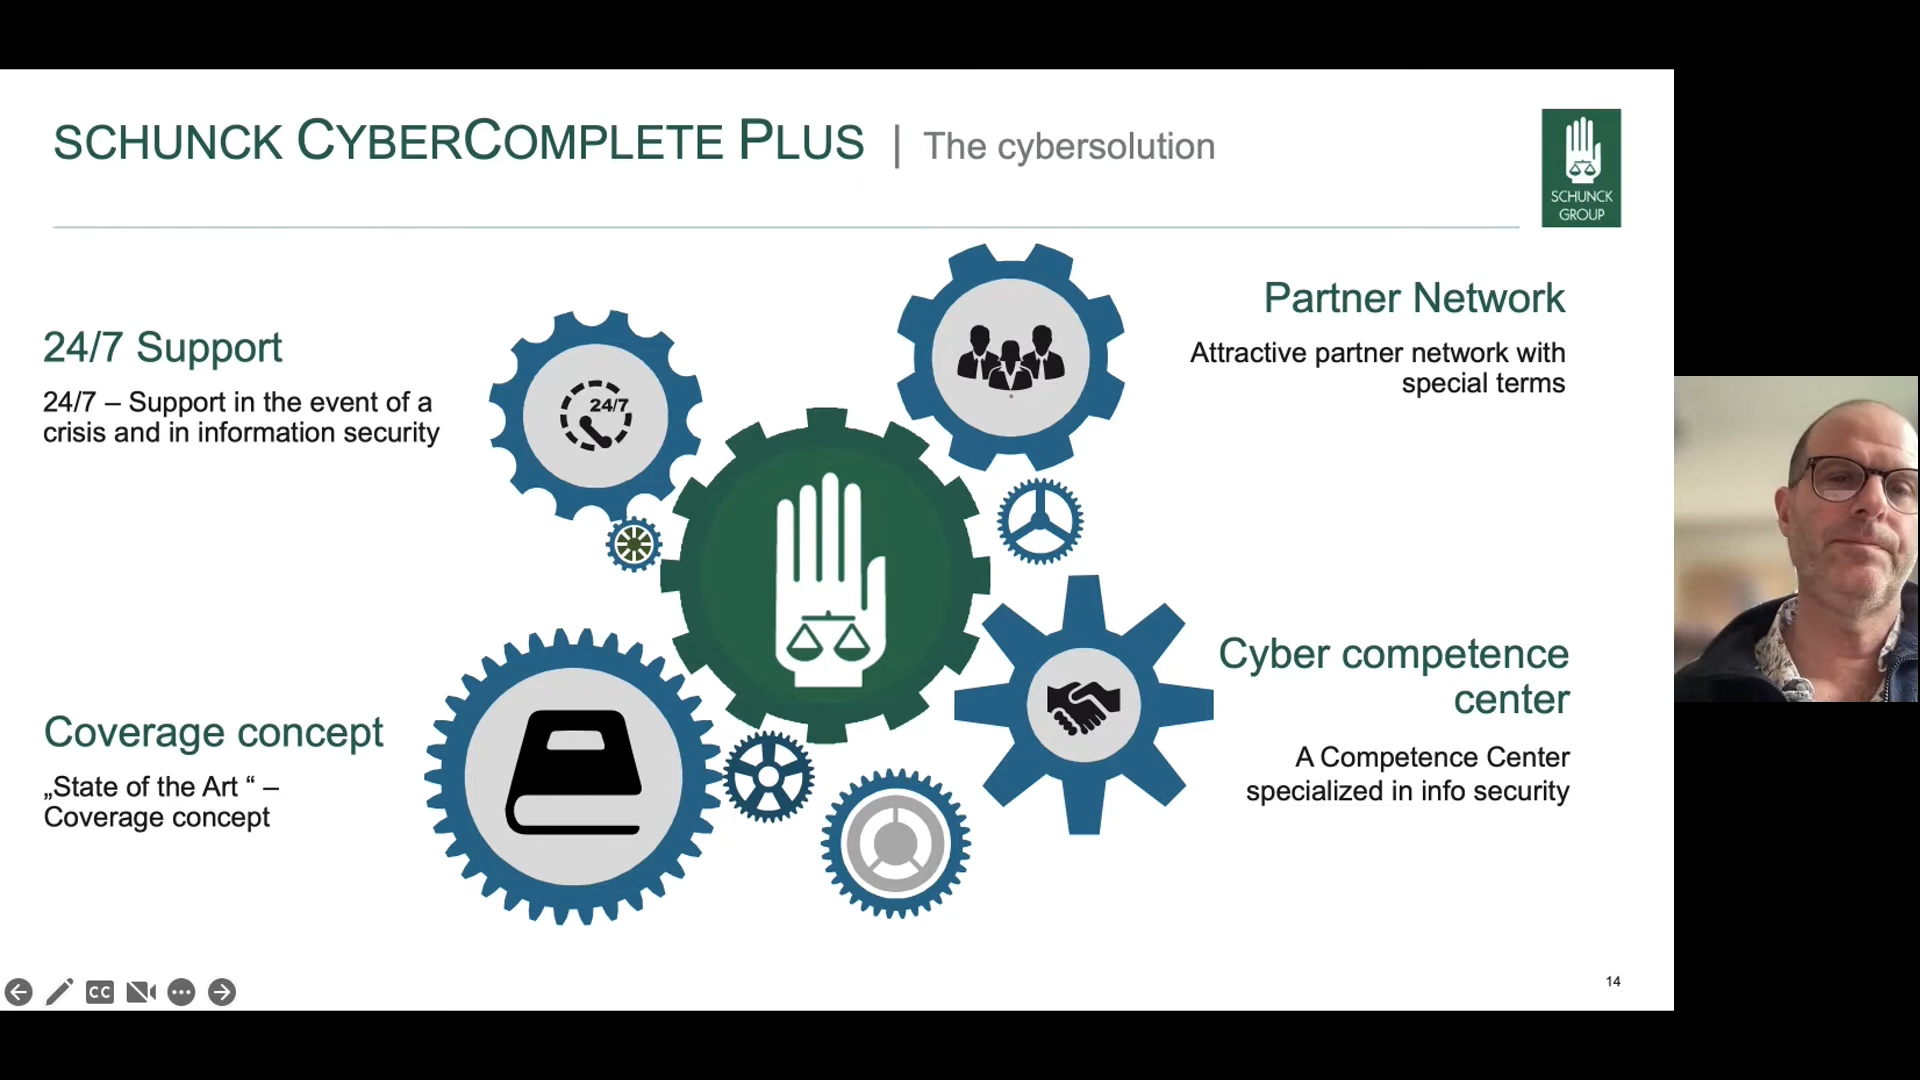 SCHUNCK CYBERCOMPLETE PLUS | The cybersolution
SCHUNCK
GROUP
24/7 Support
24/7 – Support in the event of a
crisis and in information security
24/7
Partner Network
Attractive partner network with
special terms
Coverage concept
„State of the Art “ –
Coverage concept
Cyber competence
center
A Competence Center
specialized in info security
CC
14